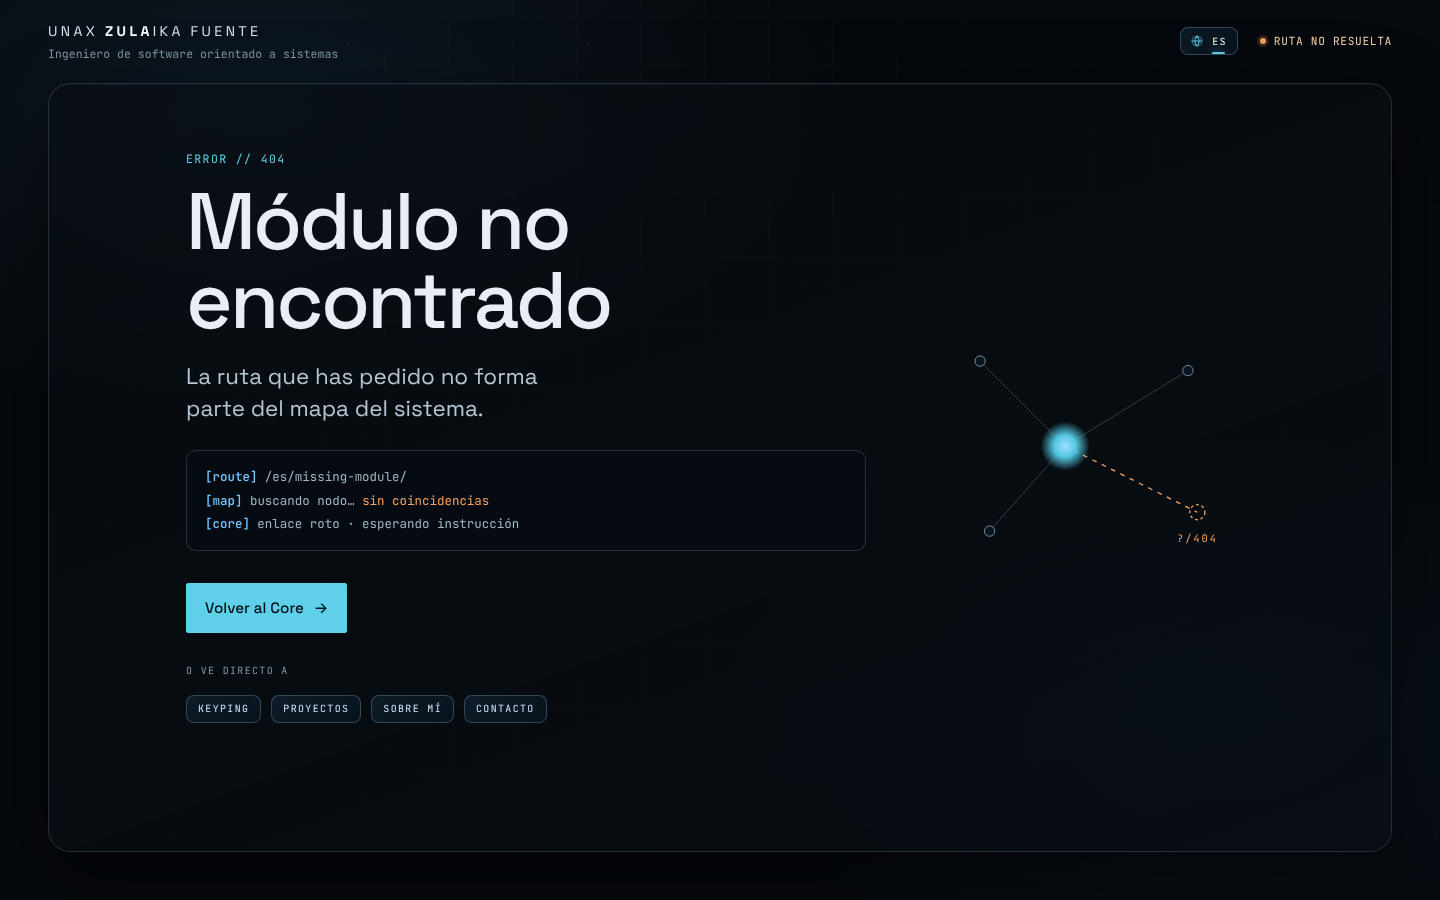 UNAX ZULAIKA FUENTE
Ingeniero de software orientado a sistemas
ES
RUTA NO RESUELTA
ERROR // 404
Módulo no
encontrado
La ruta que has pedido no forma
parte del mapa del sistema.
[route] /es/missing-module/
[map] buscando nodo… sin coincidencias
[core] enlace roto · esperando instrucción
?/404
Volver al Core →
O VE DIRECTO A
KEYPING
PROYECTOS
SOBRE MÍ
CONTACTO